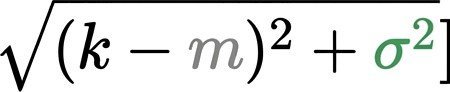 √((k − m)² + σ²)]